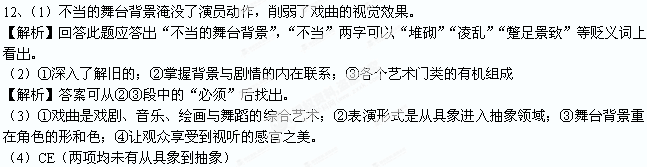 12、（1）不当的舞台背景淹没了演员动作，削弱了戏曲的视觉效果。
【解析】回答此题应答出“不当的舞台背景”，“不当”两字可以“堆砌”“凌乱”“蹩足景致”等贬义词上
看出。
（2）①深入了解旧的；②掌握背景与剧情的内在联系；③各个艺术门类的有机组成
【解析】答案可从②③段中的“必须”后找出。
（3）①戏曲是戏剧、音乐、绘画与舞蹈的综合艺术；②表演形式是从具象进入抽象领域；③舞台背景重
在角色的形和色；④让观众享受到视听的感官之美。
（4）CE（两项均未有从具象到抽象）